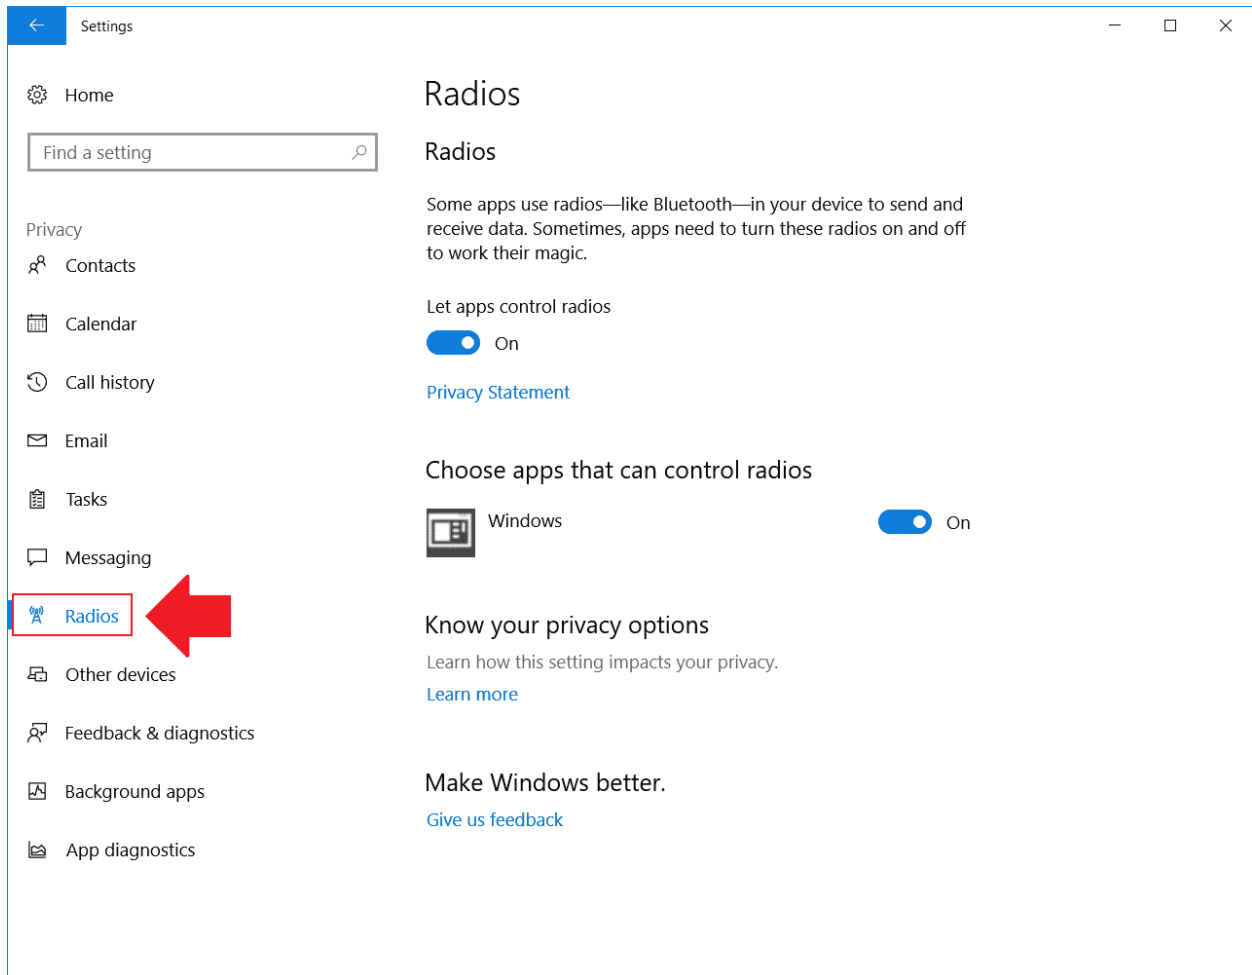 Settings
Home
Find a setting
Privacy
Contacts
Calendar
Call history
Email
Tasks
Messaging
Radios
Other devices
Feedback & diagnostics
Background apps
App diagnostics
Radios
Radios
Some apps use radios—like Bluetooth—in your device to send and
receive data. Sometimes, apps need to turn these radios on and off
to work their magic.
Let apps control radios
On
Privacy Statement
Choose apps that can control radios
Windows
On
Know your privacy options
Learn how this setting impacts your privacy.
Learn more
Make Windows better.
Give us feedback